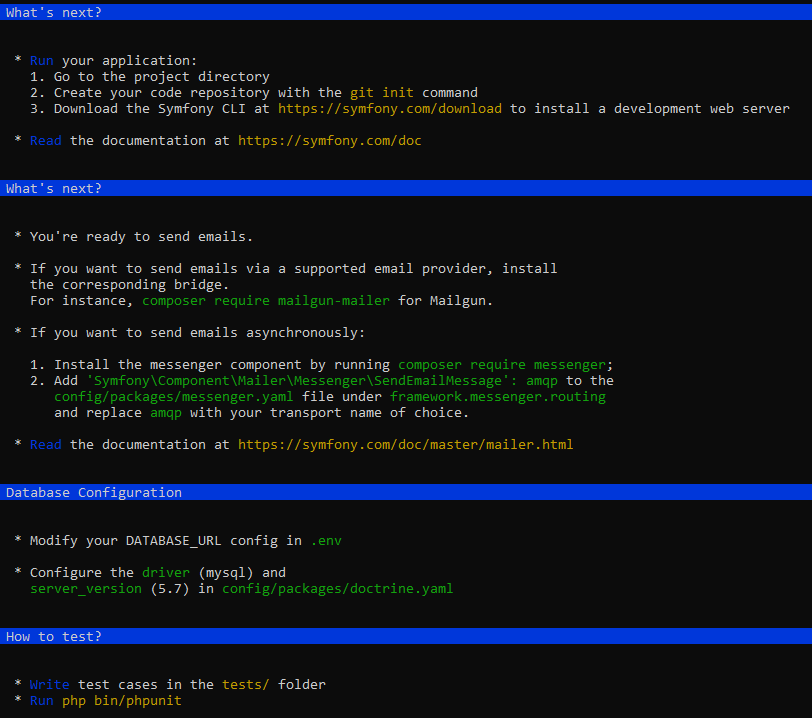 What's next?
* Run your application:
1. Go to the project directory
2. Create your code repository with the git init command
3. Download the Symfony CLI at https://symfony.com/download to install a development web server
* Read the documentation at https://symfony.com/doc
What's next?
* You're ready to send emails.
* If you want to send emails via a supported email provider, install
the corresponding bridge.
For instance, composer require mailgun-mailer for Mailgun.
* If you want to send emails asynchronously:
1. Install the messenger component by running composer require messenger;
2. Add 'Symfony\Component\Mailer\Messenger\SendEmailMessage': amqp to the
config/packages/messenger.yaml file under framework.messenger.routing
and replace amqp with your transport name of choice.
* Read the documentation at https://symfony.com/doc/master/mailer.html
Database Configuration
* Modify your DATABASE_URL config in .env
* Configure the driver (mysql) and
server_version (5.7) in config/packages/doctrine.yaml
How to test?
* Write test cases in the tests/ folder
* Run php bin/phpunit